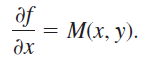 ∂f/∂x = M(x, y).